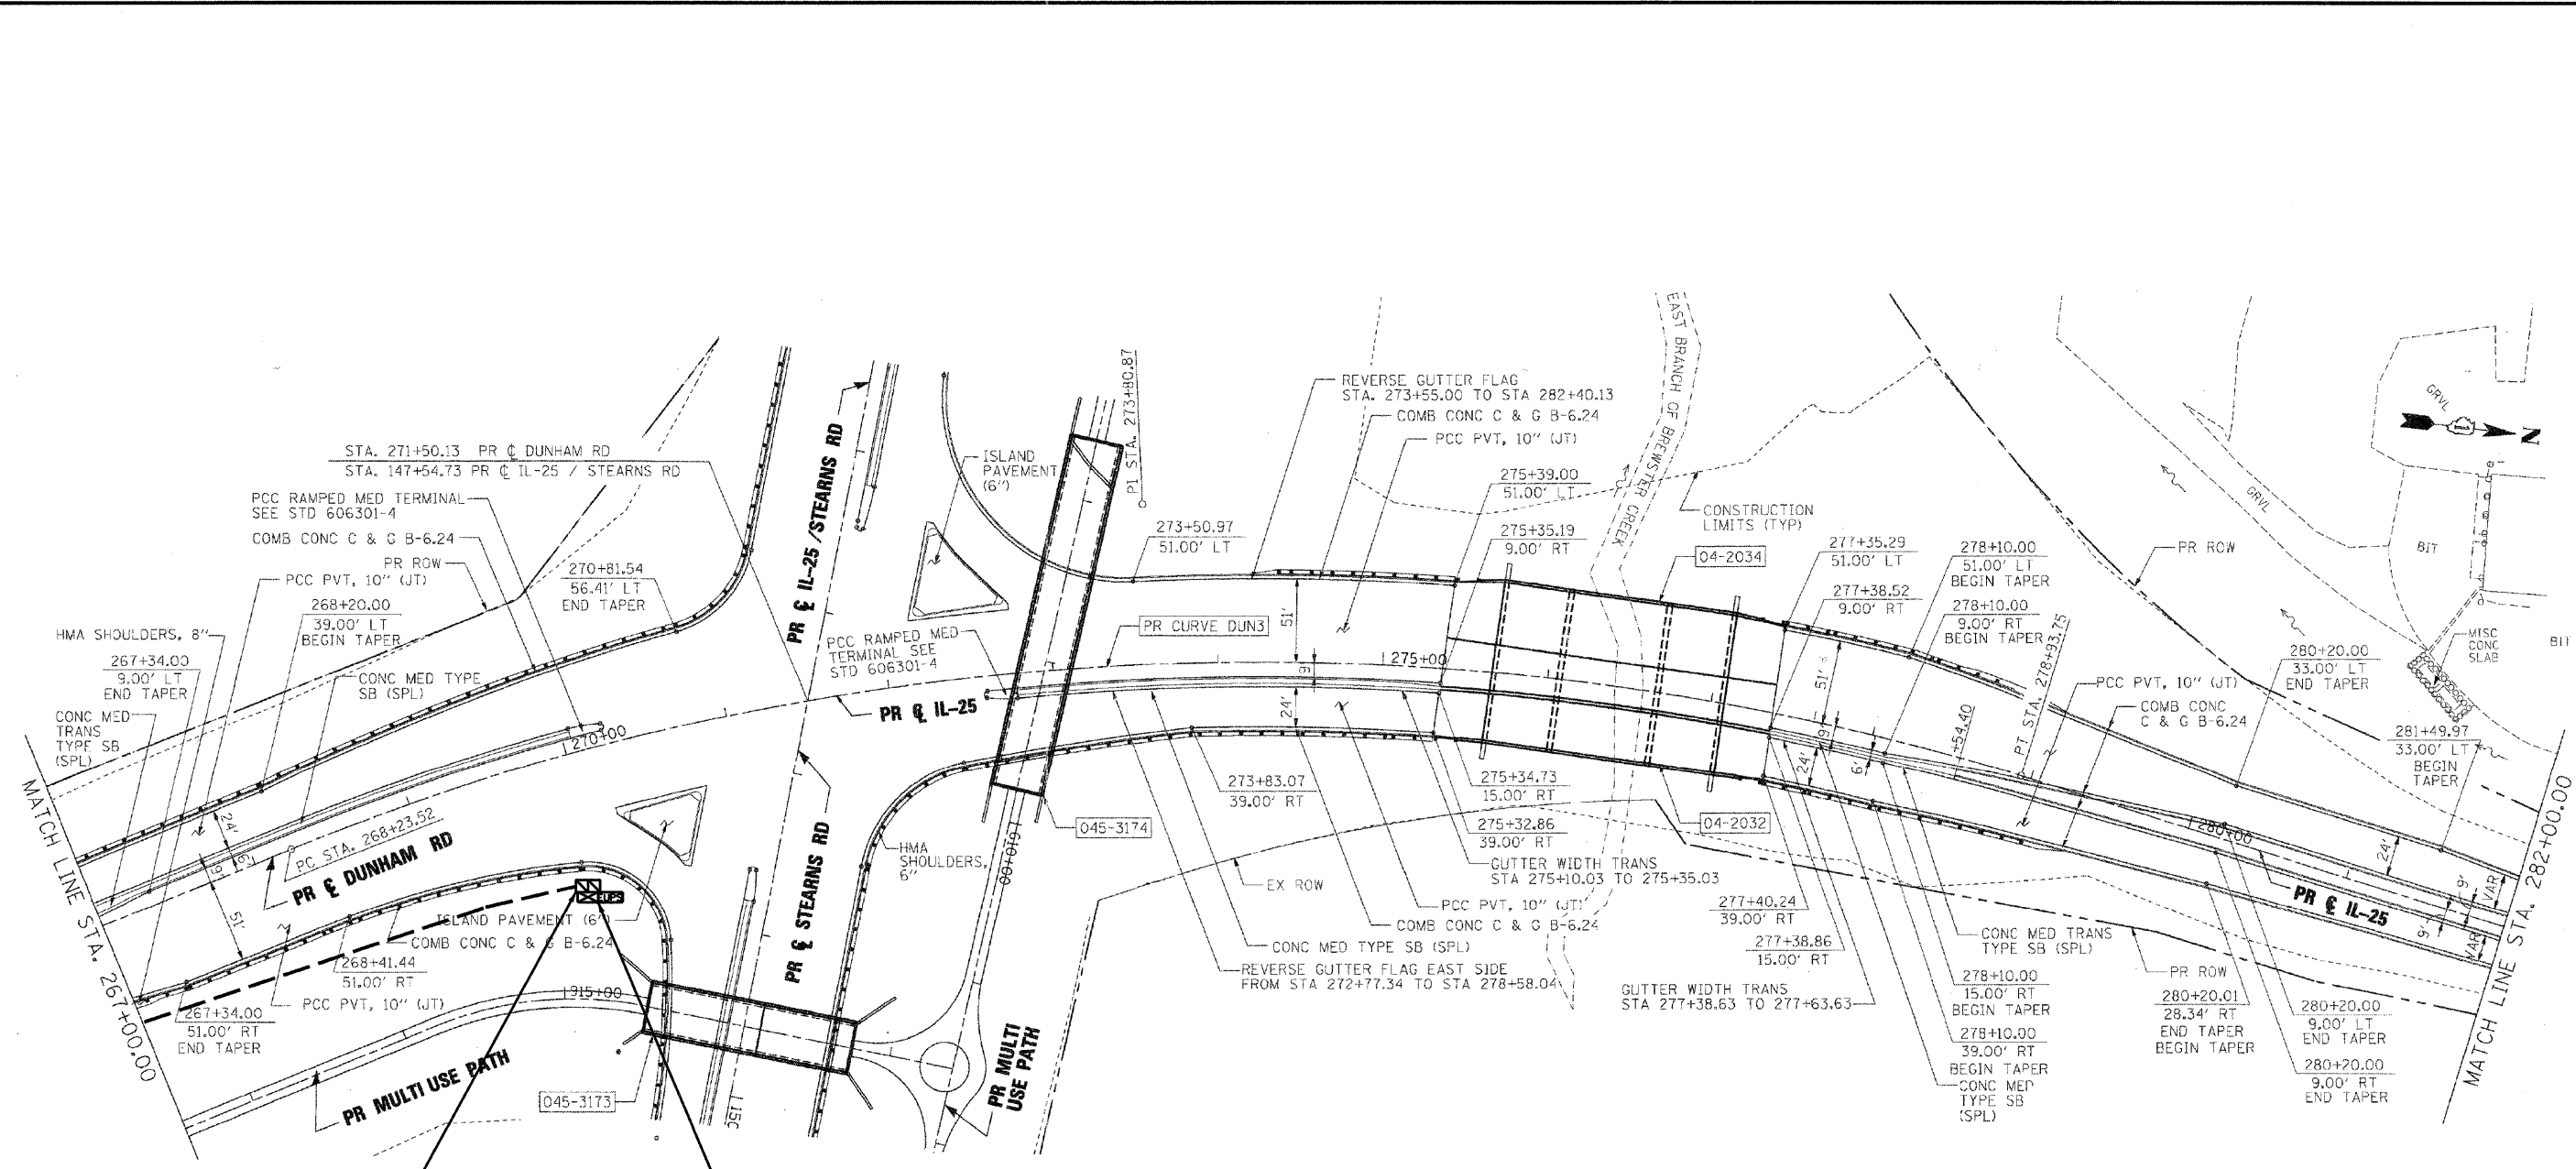 STA. 271+50.13 PR ℄ DUNHAM RD
STA. 147+54.73 PR ℄ IL-25 / STEARNS RD
PCC RAMPED MED TERMINAL
SEE STD 606301-4
COMB CONC C & G B-6.24
PR ROW
PCC PVT, 10" (JT)
268+20.00
39.00' LT
BEGIN TAPER
270+81.54
56.41' LT
END TAPER
HMA SHOULDERS, 8"
267+34.00
9.00' LT
END TAPER
CONC MED
TRANS
TYPE SB
(SPL)
CONC MED TYPE
SB (SPL)
MATCH LINE STA. 267+00.00
24'
9'
51'
PC STA. 268+23.52
PR ℄ DUNHAM RD
270+00
ISLAND PAVEMENT (6")
COMB CONC C & G B-6.24
268+41.44
51.00' RT
PCC PVT, 10" (JT)
267+34.00
51.00' RT
END TAPER
915+00
PR MULTI USE PATH
045-3173
EUPS
PR ℄ IL-25 /STEARNS RD
PR ℄ STEARNS RD
ISLAND
PAVEMENT
(6")
PCC RAMPED MED
TERMINAL SEE
STD 606301-4
PR ℄ IL-25
HMA
SHOULDERS,
6"
610+00
PR MULTI
USE PATH
045-3174
PI STA. 273+80.87
273+50.97
51.00' LT
PR CURVE DUN3
REVERSE GUTTER FLAG
STA. 273+55.00 TO STA 282+40.13
COMB CONC C & G B-6.24
PCC PVT, 10" (JT)
275+39.00
51.00' LT
275+35.19
9.00' RT
51'
9'
24'
275+00
273+83.07
39.00' RT
275+34.73
15.00' RT
275+32.86
39.00' RT
GUTTER WIDTH TRANS
STA 275+10.03 TO 275+35.03
EX ROW
PCC PVT, 10" (JT)
COMB CONC C & G B-6.24
CONC MED TYPE SB (SPL)
REVERSE GUTTER FLAG EAST SIDE
FROM STA 272+77.34 TO STA 278+58.04
EAST BRANCH OF BREWSTER CREEK
CONSTRUCTION
LIMITS (TYP)
04-2034
04-2032
277+35.29
51.00' LT
277+38.52
9.00' RT
278+10.00
51.00' LT
BEGIN TAPER
278+10.00
9.00' RT
BEGIN TAPER
51'
9'
24'
6'
+54.40
PT STA. 278+93.75
277+40.24
39.00' RT
277+38.86
15.00' RT
GUTTER WIDTH TRANS
STA 277+38.63 TO 277+63.63
CONC MED TRANS
TYPE SB (SPL)
278+10.00
15.00' RT
BEGIN TAPER
278+10.00
39.00' RT
BEGIN TAPER
CONC MED
TYPE SB
(SPL)
PR ROW
PCC PVT, 10" (JT)
COMB CONC
C & G B-6.24
280+20.00
33.00' LT
END TAPER
281+49.97
33.00' LT
BEGIN
TAPER
280+00
24'
9'
VAR
9'
VAR
PR ℄ IL-25
PR ROW
280+20.01
28.34' RT
END TAPER
BEGIN TAPER
280+20.00
9.00' LT
END TAPER
280+20.00
9.00' RT
END TAPER
MATCH LINE STA. 282+00.00
GRVL
GRVL
BIT
BIT
MISC
CONC
SLAB
N